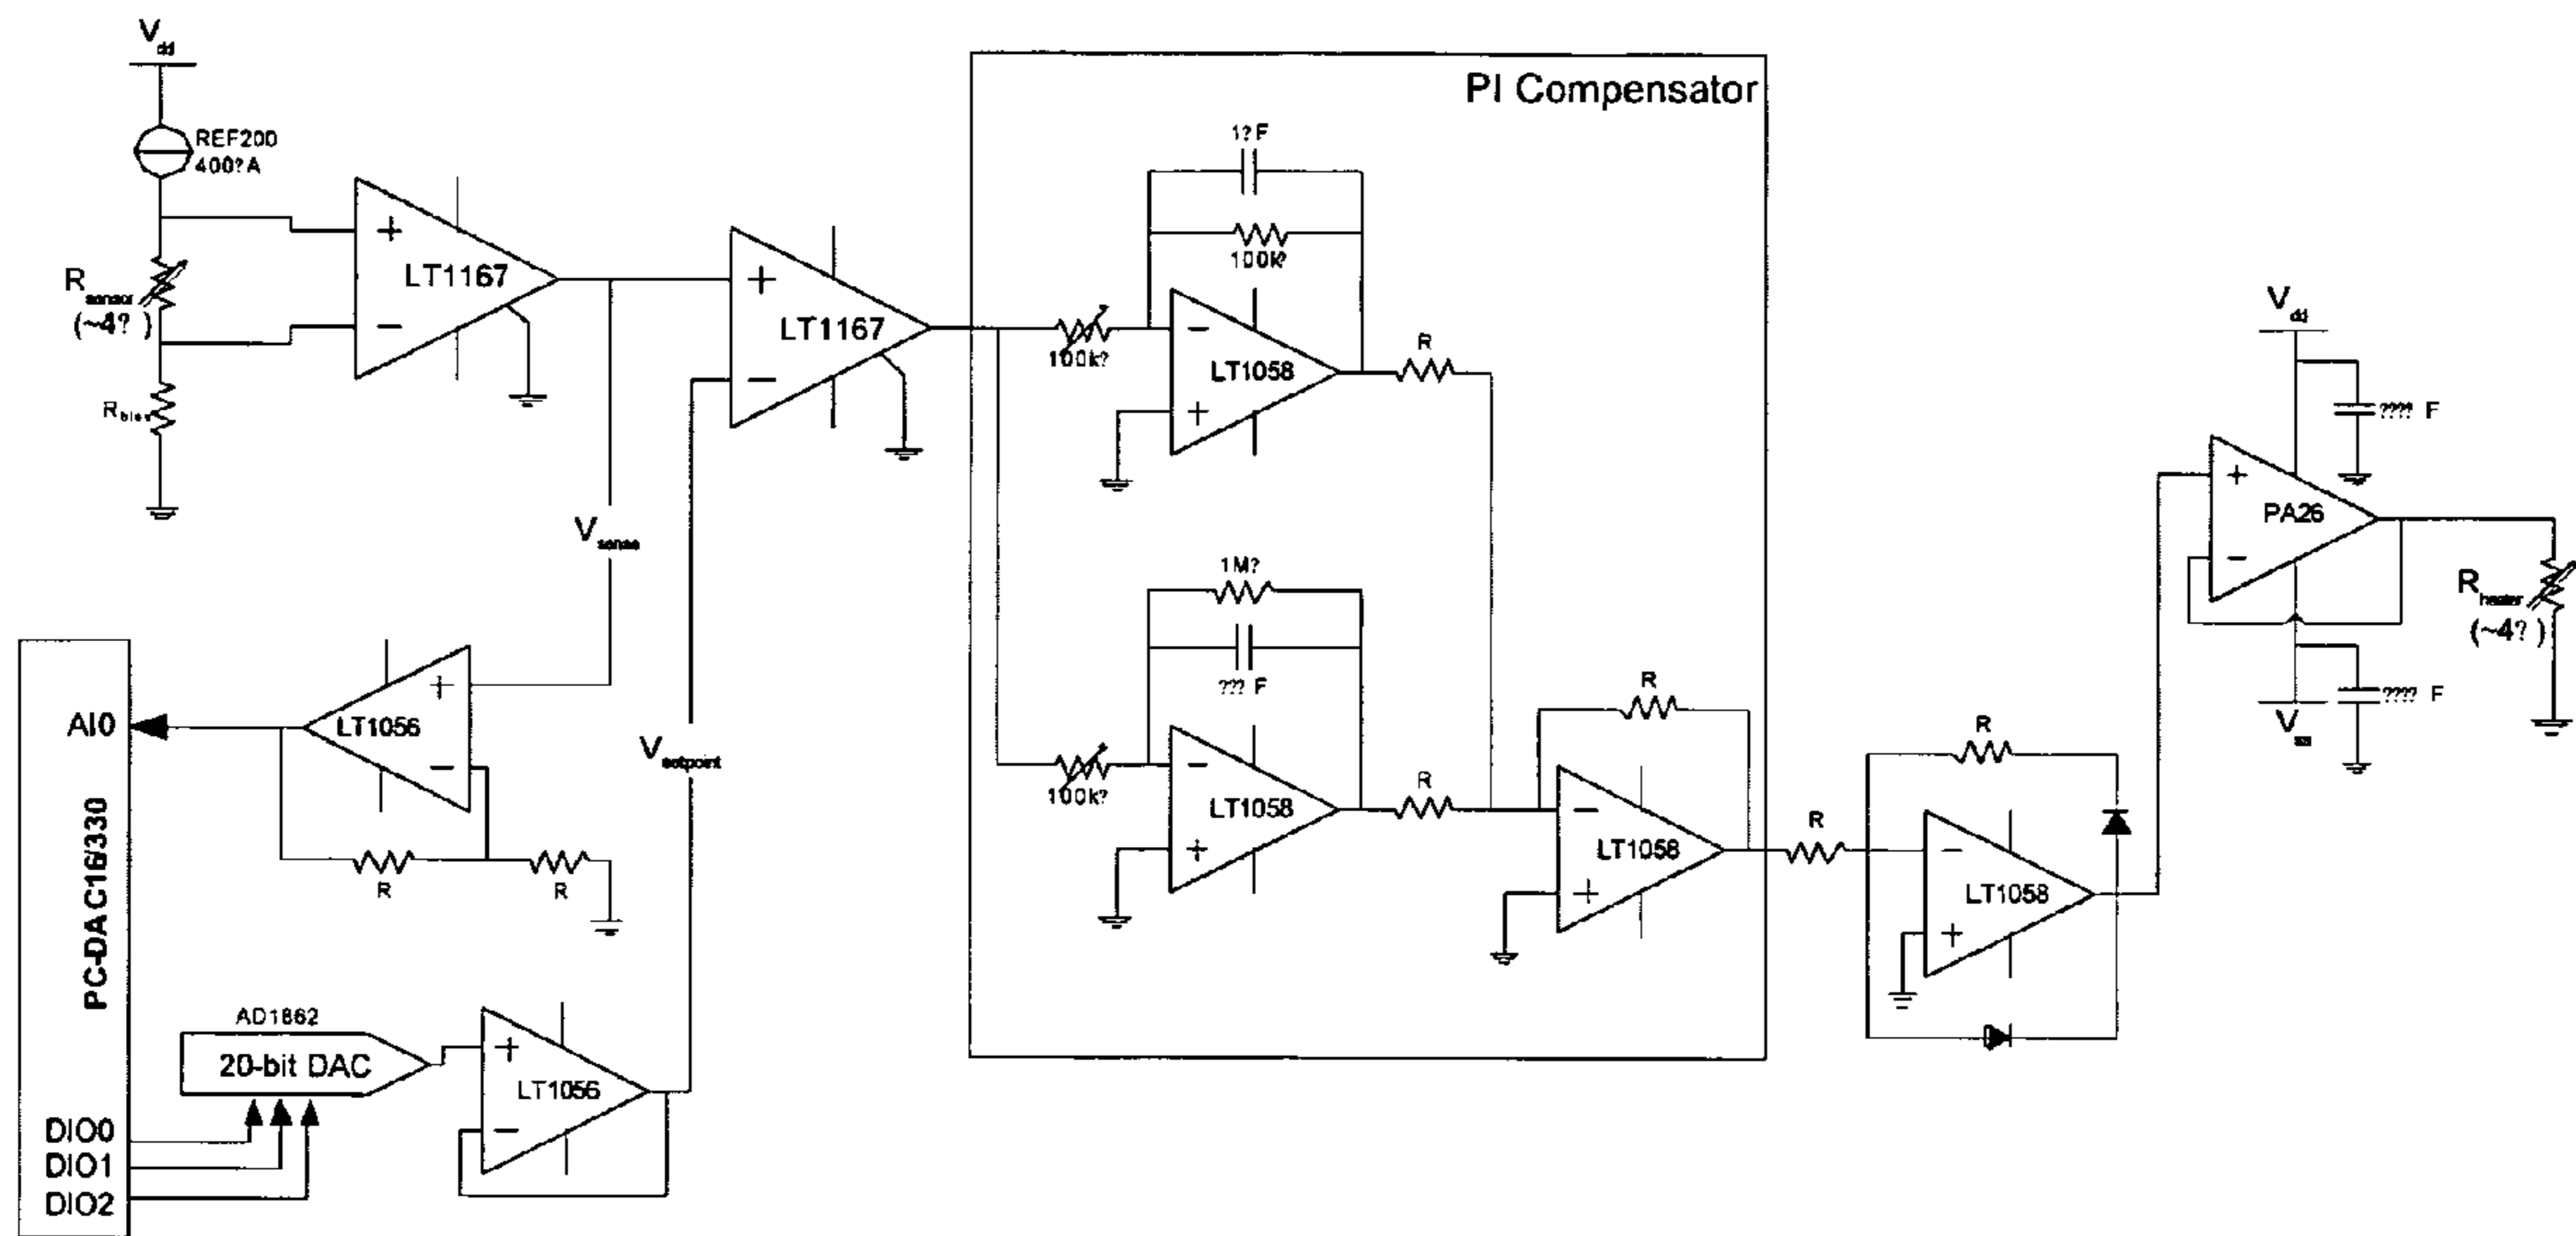 Vdd
REF200
400?A
Rsensor
(~4? )
Rbias
+
−
LT1167
+
−
LT1167
Vsense
Vsetpoint
PI Compensator
1?F
100k?
100k?
−
+
LT1058
R
1M?
??? F
100k?
−
+
LT1058
R
R
−
+
LT1058
R
R
−
+
LT1058
Vdd
???? F
+
−
PA26
Rheater
(~4? )
???? F
Vss
PC-DAC16/330
AI0
LT1056
+
−
R
R
AD1862
20-bit DAC
+
−
LT1056
DIO0
DIO1
DIO2